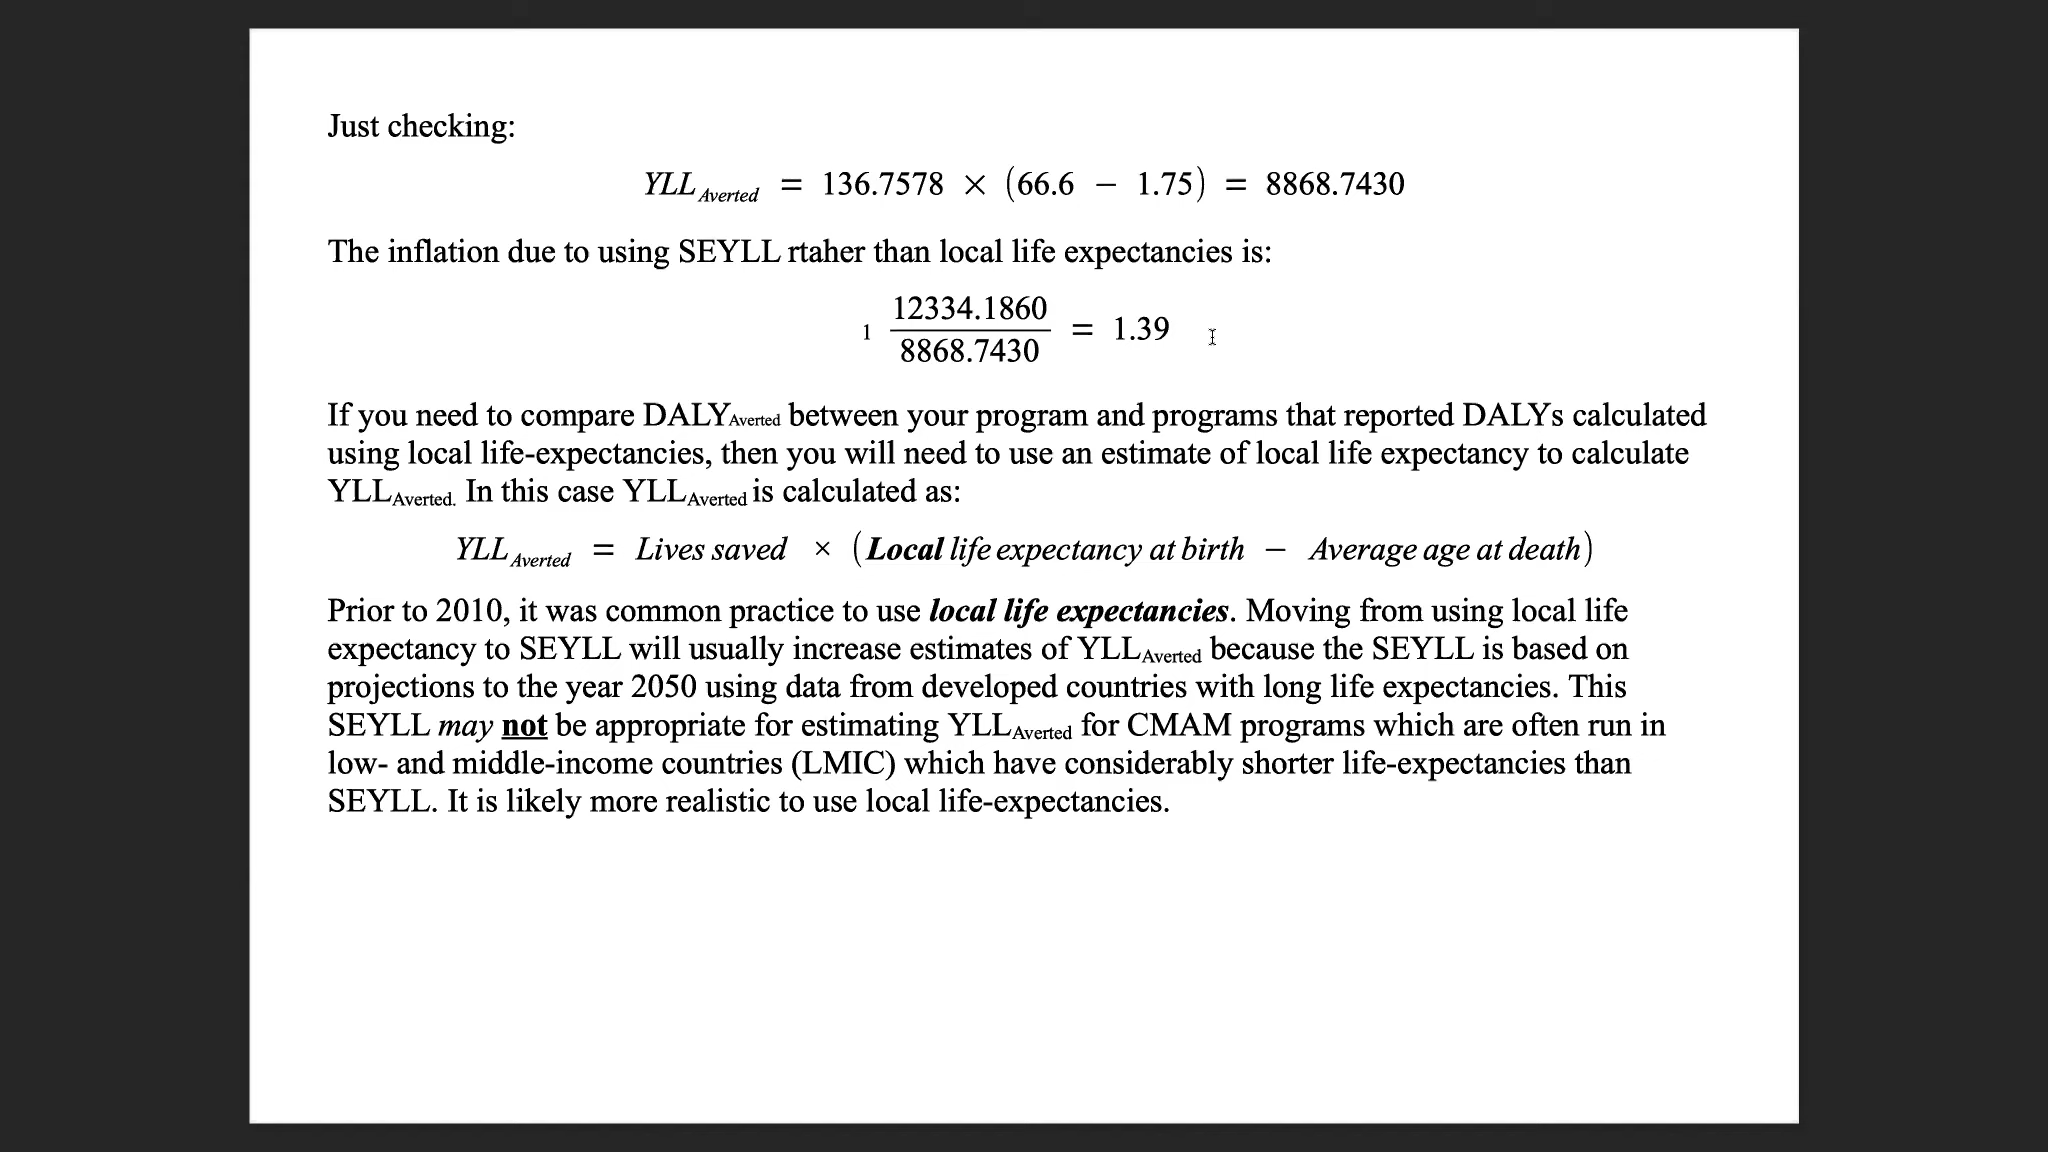 Just checking:
YLL Averted = 136.7578 × (66.6 − 1.75) = 8868.7430
The inflation due to using SEYLL rtaher than local life expectancies is:
12334.1860
1 = 1.39
8868.7430
If you need to compare DALYAverted between your program and programs that reported DALYs calculated
using local life-expectancies, then you will need to use an estimate of local life expectancy to calculate
YLLAverted. In this case YLLAverted is calculated as:
YLL Averted = Lives saved × (Local life expectancy at birth − Average age at death)
Prior to 2010, it was common practice to use local life expectancies. Moving from using local life
expectancy to SEYLL will usually increase estimates of YLLAverted because the SEYLL is based on
projections to the year 2050 using data from developed countries with long life expectancies. This
SEYLL may not be appropriate for estimating YLLAverted for CMAM programs which are often run in
low- and middle-income countries (LMIC) which have considerably shorter life-expectancies than
SEYLL. It is likely more realistic to use local life-expectancies.